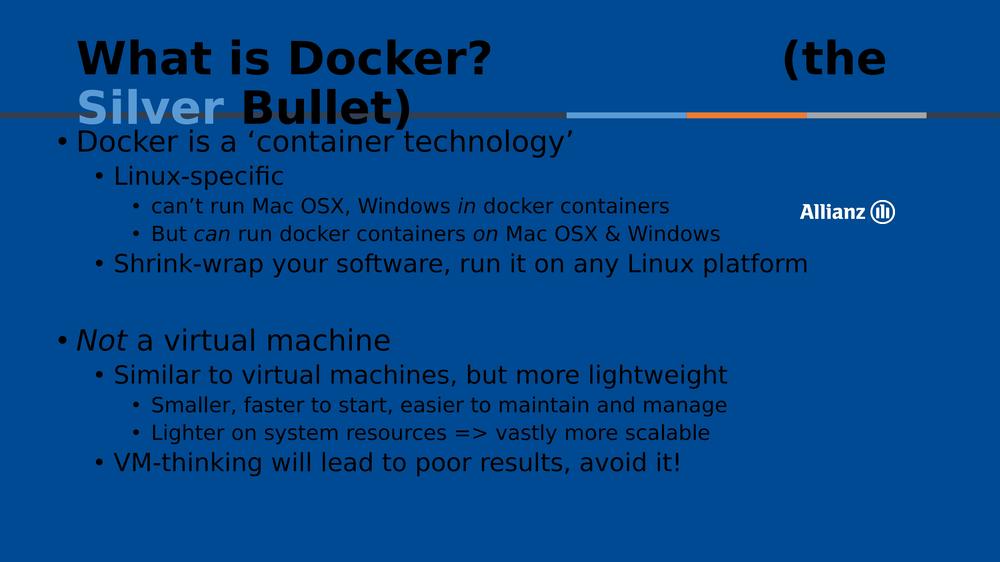 What is Docker? (the
Silver Bullet)
• Docker is a ‘container technology’
• Linux-specific
• can’t run Mac OSX, Windows in docker containers
Allianz
• But can run docker containers on Mac OSX & Windows
• Shrink-wrap your software, run it on any Linux platform
• Not a virtual machine
• Similar to virtual machines, but more lightweight
• Smaller, faster to start, easier to maintain and manage
• Lighter on system resources => vastly more scalable
• VM-thinking will lead to poor results, avoid it!